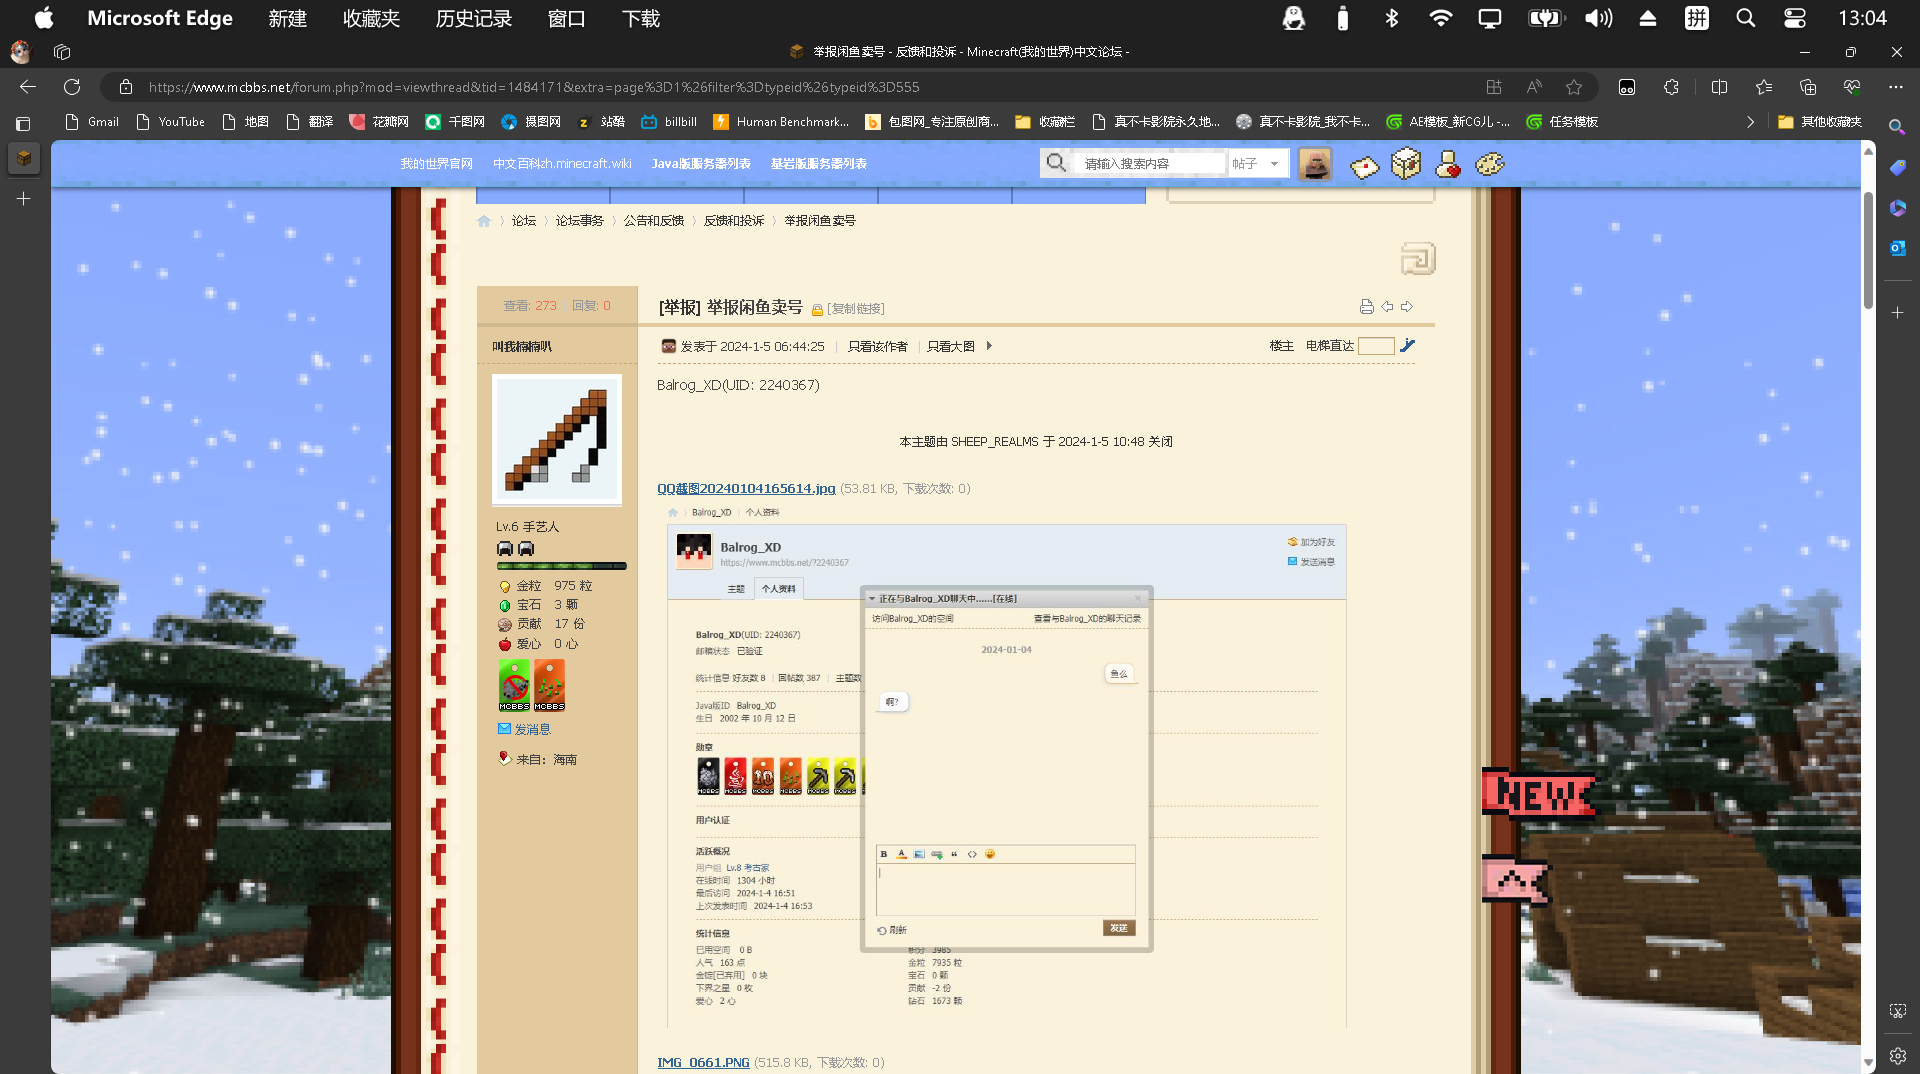 Microsoft Edge 新建 收藏夹 历史记录 窗口 下载 拼 13:04
举报闲鱼卖号 - 反馈和投诉 - Minecraft(我的世界)中文论坛 -
https://www.mcbbs.net/forum.php?mod=viewthread&tid=1484171&extra=page%3D1%26filter%3Dtypeid%26typeid%3D555
Gmail YouTube 地图 翻译 花瓣网 千图网 摄图网 站酷 billbill Human Benchmark... 包图网_专注原创商... 收藏栏 真不卡影院永久地... 真不卡影院_我不卡... AE模板_新CG儿 -... 任务模板 其他收藏夹
我的世界官网 中文百科zh.minecraft.wiki Java版服务器列表 基岩版服务器列表 请输入搜索内容 帖子
论坛 论坛事务 公告和反馈 反馈和投诉 举报闲鱼卖号
查看: 273 回复: 0
[举报] 举报闲鱼卖号 [复制链接]
叫我楠楠叭
发表于 2024-1-5 06:44:25 只看该作者 只看大图 楼主 电梯直达
Balrog_XD(UID: 2240367)
本主题由 SHEEP_REALMS 于 2024-1-5 10:48 关闭
QQ截图20240104165614.jpg (53.81 KB, 下载次数: 0)
Lv.6 手艺人
金粒 975 粒
宝石 3 颗
贡献 17 份
爱心 0 心
MCBBS MCBBS
发消息
来自: 海南
Balrog_XD 个人资料
Balrog_XD
https://www.mcbbs.net/?2240367
加为好友
发送消息
主题 个人资料
Balrog_XD(UID: 2240367)
邮箱状态 已验证
统计信息 好友数 8 回帖数 387 主题数
Java版ID Balrog_XD
生日 2002 年 10 月 12 日
勋章
MCBBS MCBBS MCBBS MCBBS MCBBS MCBBS
用户认证
活跃概况
用户组 Lv.8 考古家
在线时间 1304 小时
最后访问 2024-1-4 16:51
上次发表时间 2024-1-4 16:53
统计信息
已用空间 0 B 积分 3985
人气 163 点 金粒 7935 粒
金锭[已弃用] 0 块 宝石 0 颗
下界之星 0 枚 贡献 -2 份
爱心 2 心 钻石 1673 颗
正在与Balrog_XD聊天中......[在线]
访问Balrog_XD的空间 查看与Balrog_XD的聊天记录
2024-01-04
鱼么
啊?
B A
刷新 发送
NEW
IMG_0661.PNG (515.8 KB, 下载次数: 0)